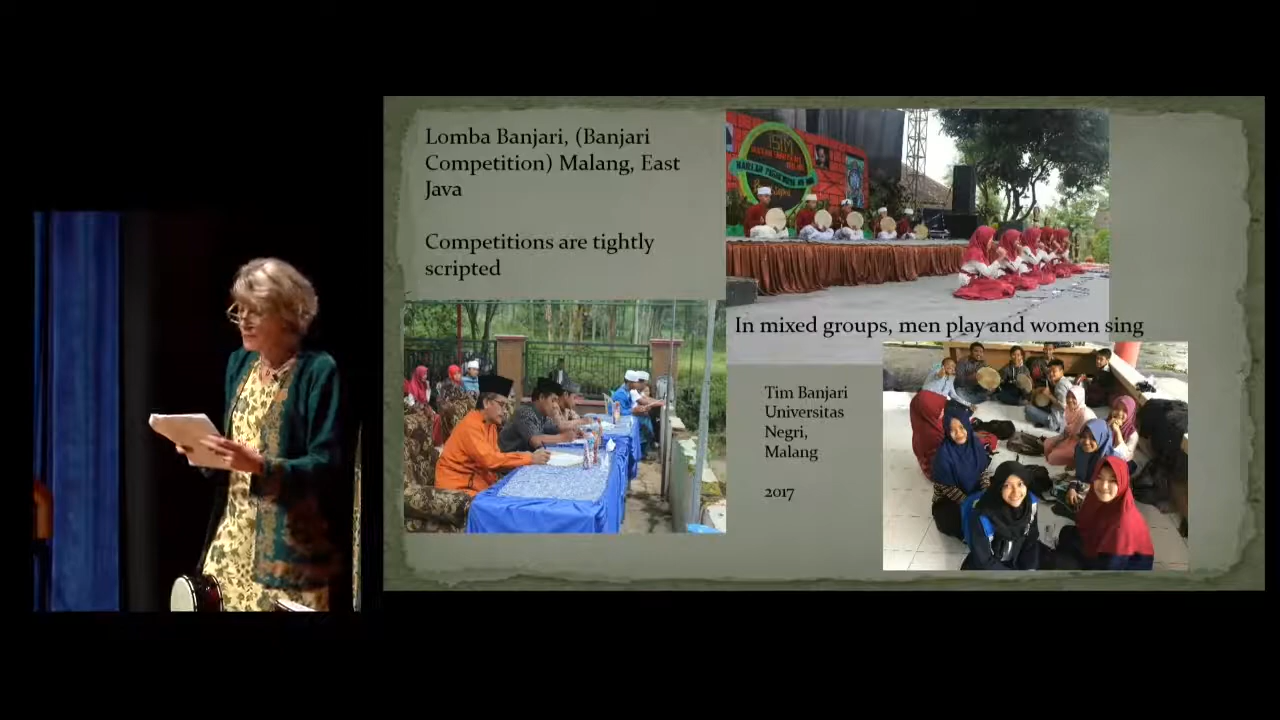 Lomba Banjari, (Banjari
Competition) Malang, East
Java
Competitions are tightly
scripted
In mixed groups, men play and women sing
Tim Banjari
Universitas
Negri,
Malang
2017